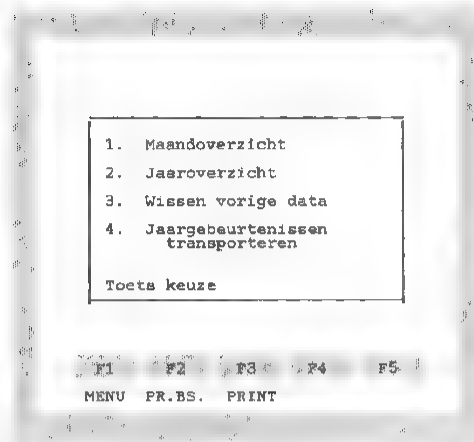 1. Maandoverzicht
2. Jaaroverzicht
3. Wissen vorige data
4. Jaargebeurtenissen
transporteren
Toets keuze
F1 F2 F3 F4 F5
MENU PR.BS. PRINT